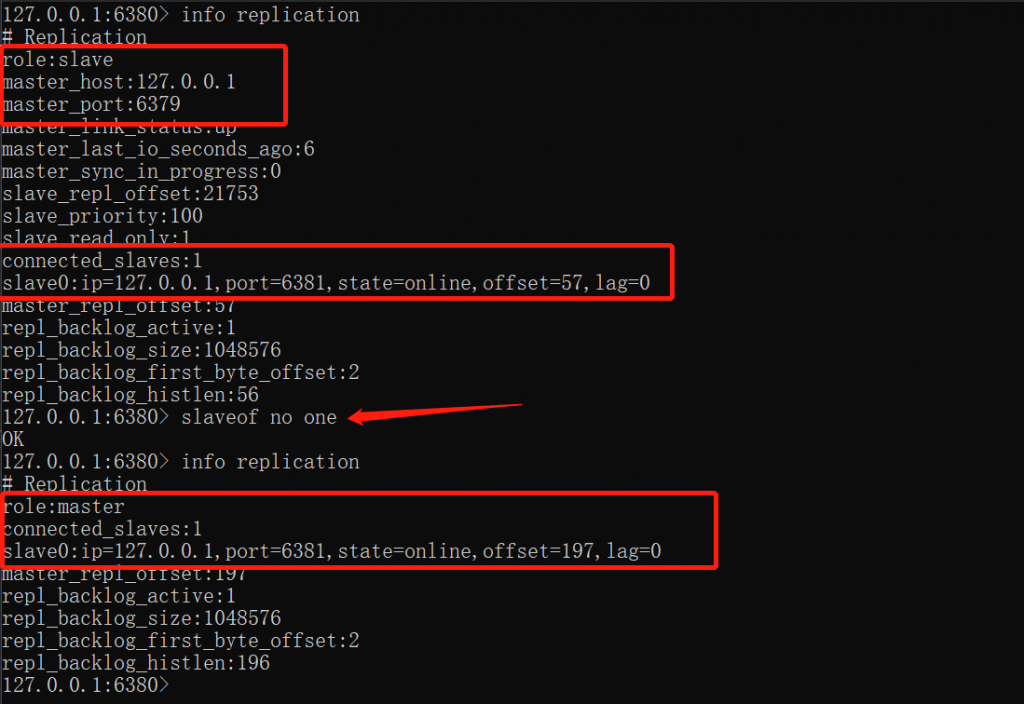 127.0.0.1:6380> info replication
# Replication
role:slave
master_host:127.0.0.1
master_port:6379
master_link_status:up
master_last_io_seconds_ago:6
master_sync_in_progress:0
slave_repl_offset:21753
slave_priority:100
slave_read_only:1
connected_slaves:1
slave0:ip=127.0.0.1,port=6381,state=online,offset=57,lag=0
master_repl_offset:57
repl_backlog_active:1
repl_backlog_size:1048576
repl_backlog_first_byte_offset:2
repl_backlog_histlen:56
127.0.0.1:6380> slaveof no one
OK
127.0.0.1:6380> info replication
# Replication
role:master
connected_slaves:1
slave0:ip=127.0.0.1,port=6381,state=online,offset=197,lag=0
master_repl_offset:197
repl_backlog_active:1
repl_backlog_size:1048576
repl_backlog_first_byte_offset:2
repl_backlog_histlen:196
127.0.0.1:6380>